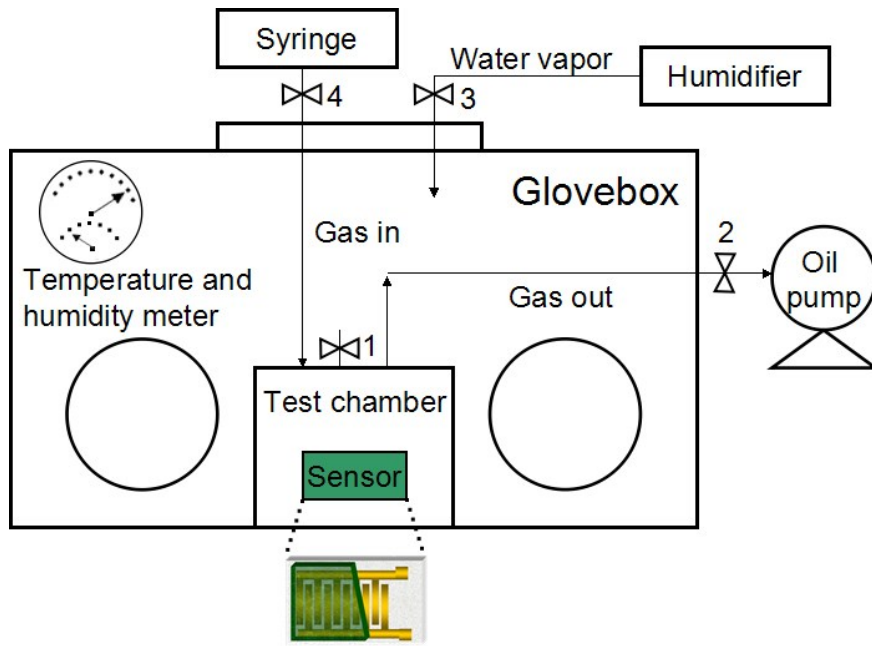 Syringe
4
Water vapor
3
Humidifier
Glovebox
Gas in
2
Oil
pump
Temperature and
humidity meter
Gas out
1
Test chamber
Sensor